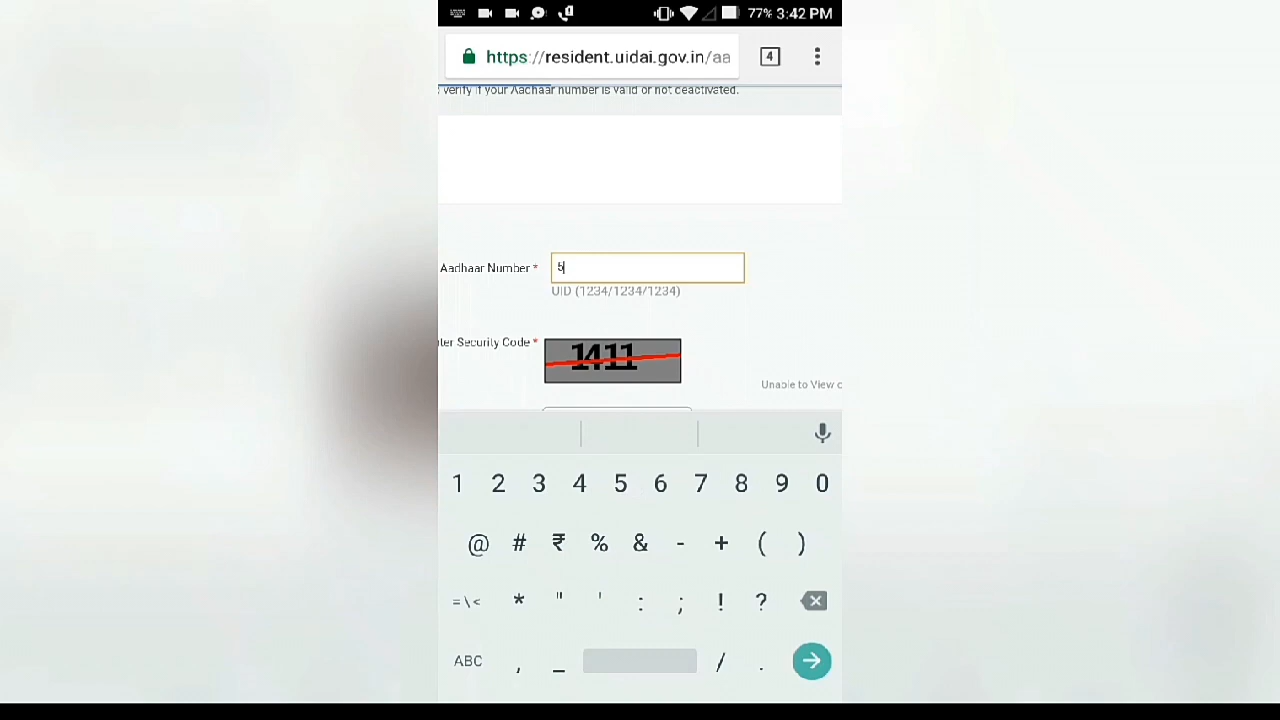 77% 3:42 PM
https://resident.uidai.gov.in/aa
4
verify if your Aadhaar number is valid or not deactivated.
Aadhaar Number * 5
UID (1234/1234/1234)
ter Security Code * 1411
Unable to View c
1 2 3 4 5 6 7 8 9 0
@ # ₹ % & - + ( )
=\< * " ' : ; ! ?
ABC , _ / .